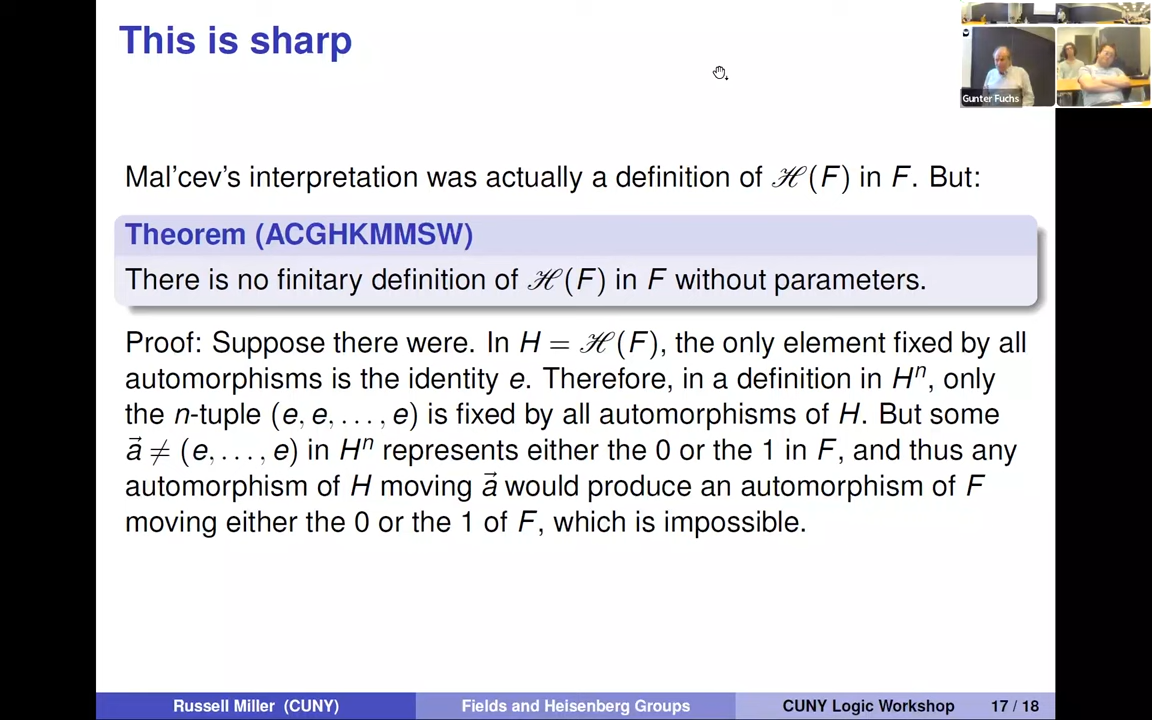 This is sharp
Gunter Fuchs
Mal'cev's interpretation was actually a definition of ℋ(F) in F. But:
Theorem (ACGHKMMSW)
There is no finitary definition of ℋ(F) in F without parameters.
Proof: Suppose there were. In H = ℋ(F), the only element fixed by all
automorphisms is the identity e. Therefore, in a definition in Hⁿ, only
the n-tuple (e, e, . . . , e) is fixed by all automorphisms of H. But some
a⃗ ≠ (e, . . . , e) in Hⁿ represents either the 0 or the 1 in F, and thus any
automorphism of H moving a⃗ would produce an automorphism of F
moving either the 0 or the 1 of F, which is impossible.
Russell Miller (CUNY) Fields and Heisenberg Groups CUNY Logic Workshop 17 / 18